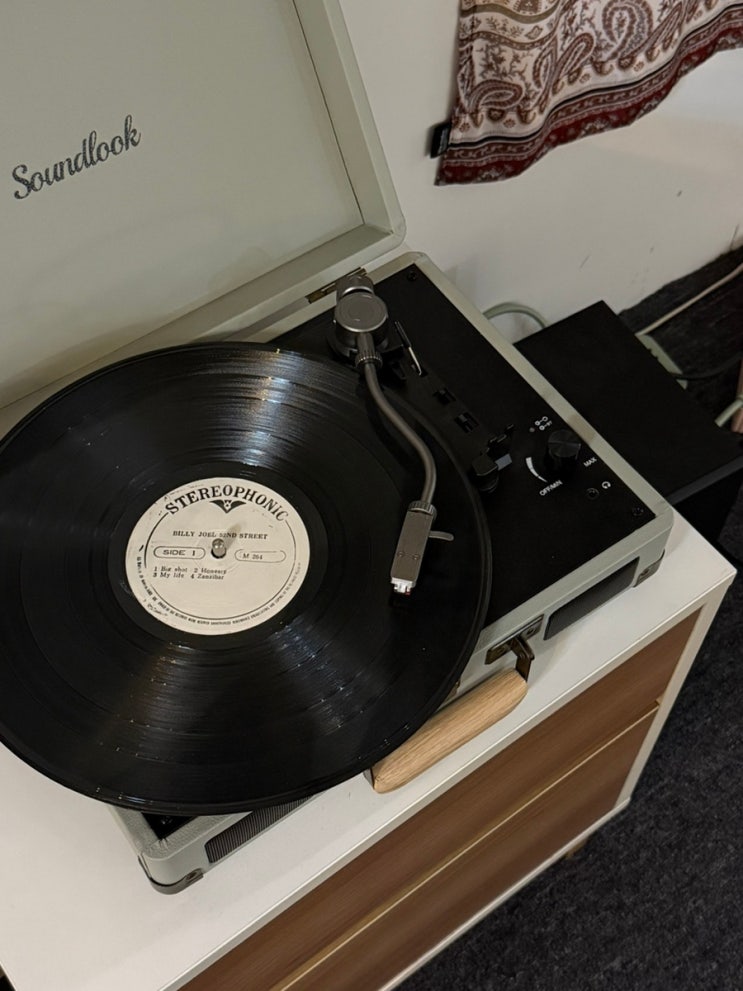 Soundlook
STEREOPHONIC
BILLY JOEL 52ND STREET
SIDE 1
M 264
1 Big shot 2 Honesty
3 My life 4 Zanzibar
MAX
OFF/MIN